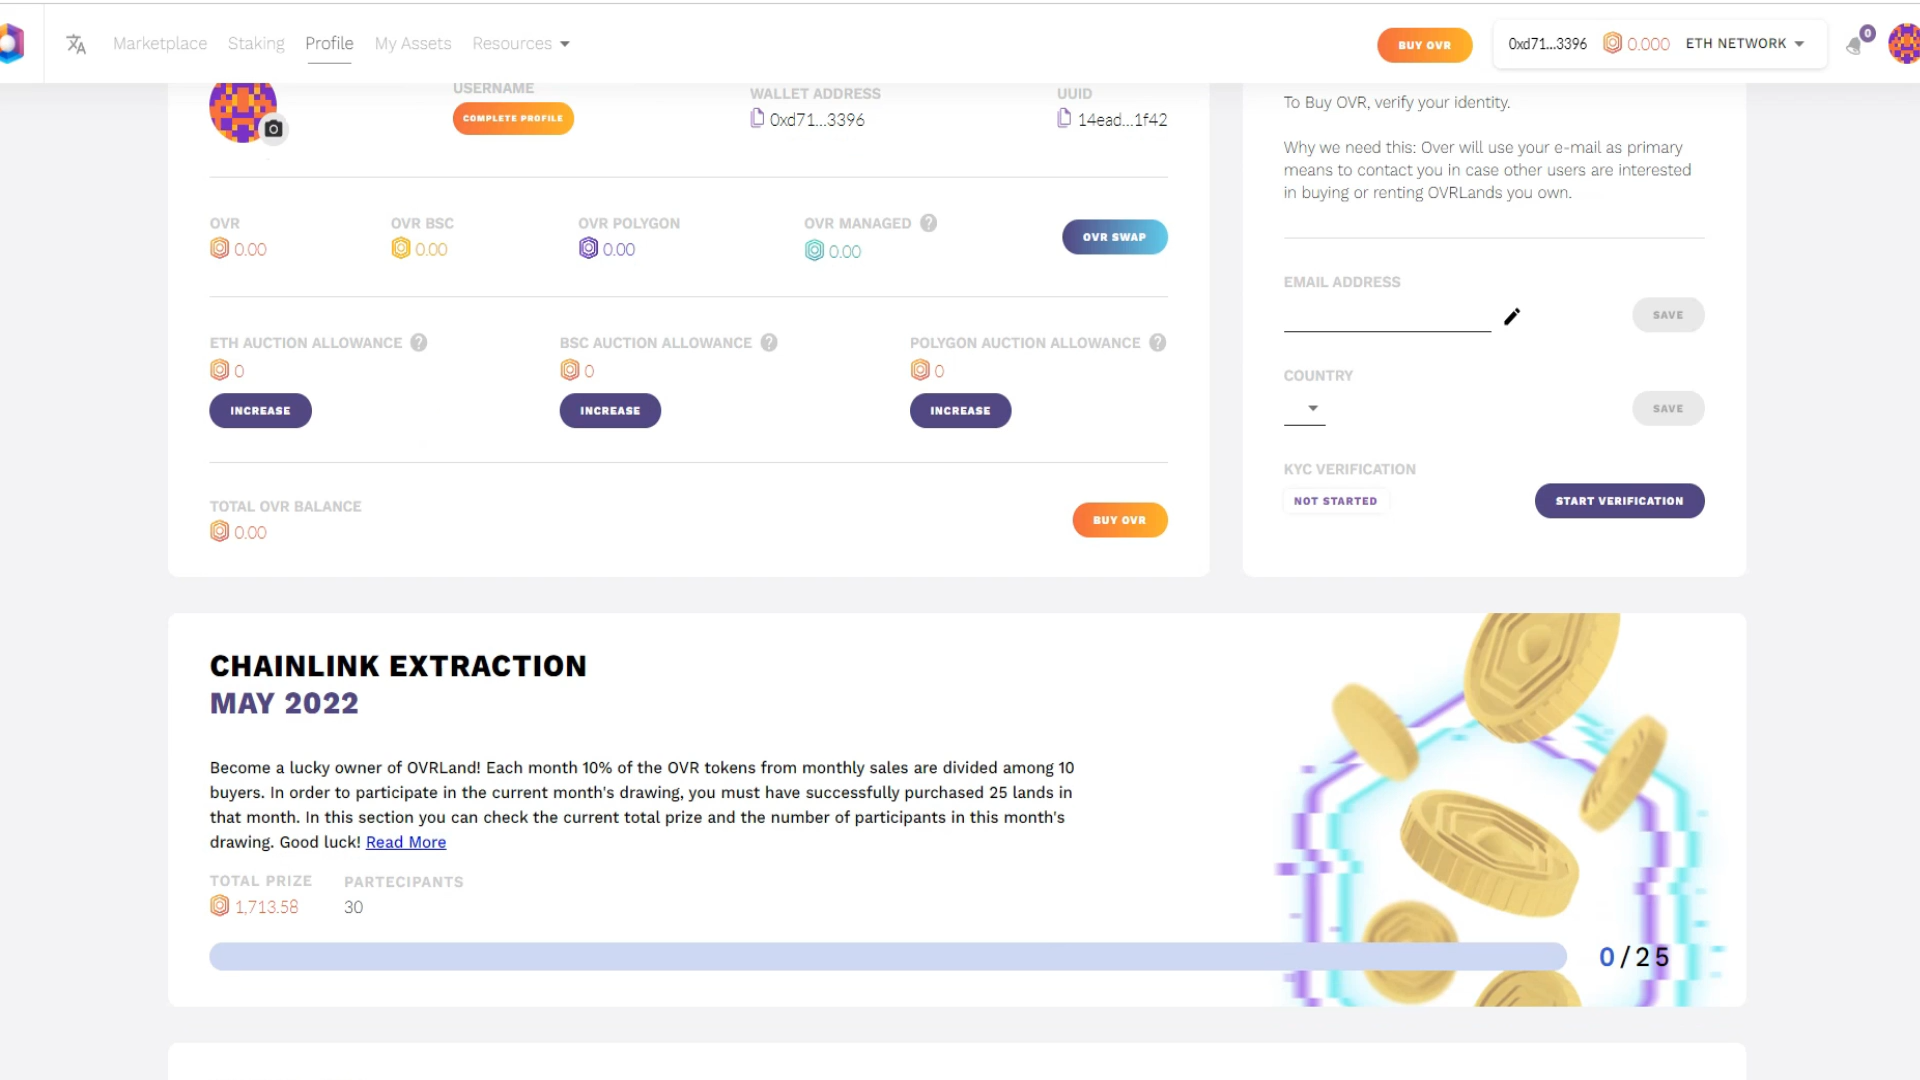 Marketplace Staking Profile My Assets Resources BUY OVR 0xd71...3396 0.000 ETH NETWORK 0
USERNAME
COMPLETE PROFILE
WALLET ADDRESS
0xd71...3396
UUID
14ead...1f42
OVR
0.00
OVR BSC
0.00
OVR POLYGON
0.00
OVR MANAGED ?
0.00
OVR SWAP
ETH AUCTION ALLOWANCE ?
0
INCREASE
BSC AUCTION ALLOWANCE ?
0
INCREASE
POLYGON AUCTION ALLOWANCE ?
0
INCREASE
TOTAL OVR BALANCE
0.00
BUY OVR
To Buy OVR, verify your identity.
Why we need this: Over will use your e-mail as primary
means to contact you in case other users are interested
in buying or renting OVRLands you own.
EMAIL ADDRESS
SAVE
COUNTRY
SAVE
KYC VERIFICATION
NOT STARTED
START VERIFICATION
CHAINLINK EXTRACTION
MAY 2022
Become a lucky owner of OVRLand! Each month 10% of the OVR tokens from monthly sales are divided among 10
buyers. In order to participate in the current month's drawing, you must have successfully purchased 25 lands in
that month. In this section you can check the current total prize and the number of participants in this month's
drawing. Good luck! Read More
TOTAL PRIZE
1,713.58
PARTECIPANTS
30
0/25